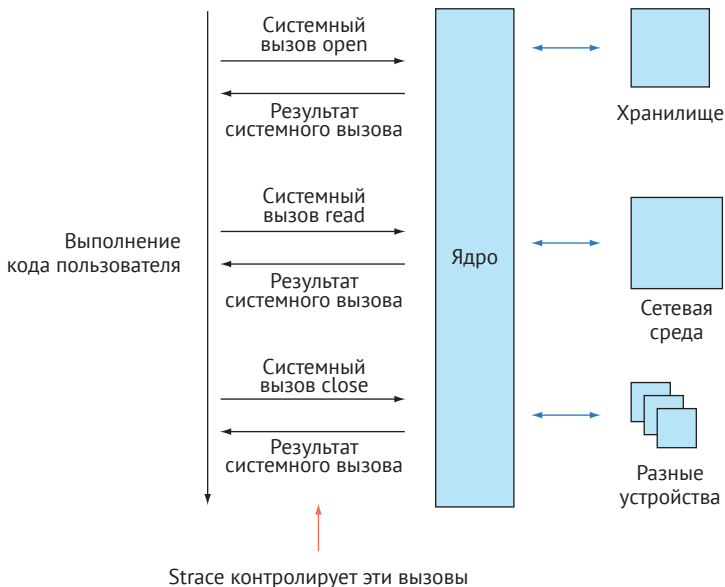 Системный
вызов open
Результат
системного вызова
Хранилище
Системный
вызов read
Выполнение
кода пользователя
Ядро
Результат
системного вызова
Сетевая
среда
Системный
вызов close
Результат
системного вызова
Разные
устройства
Strace контролирует эти вызовы